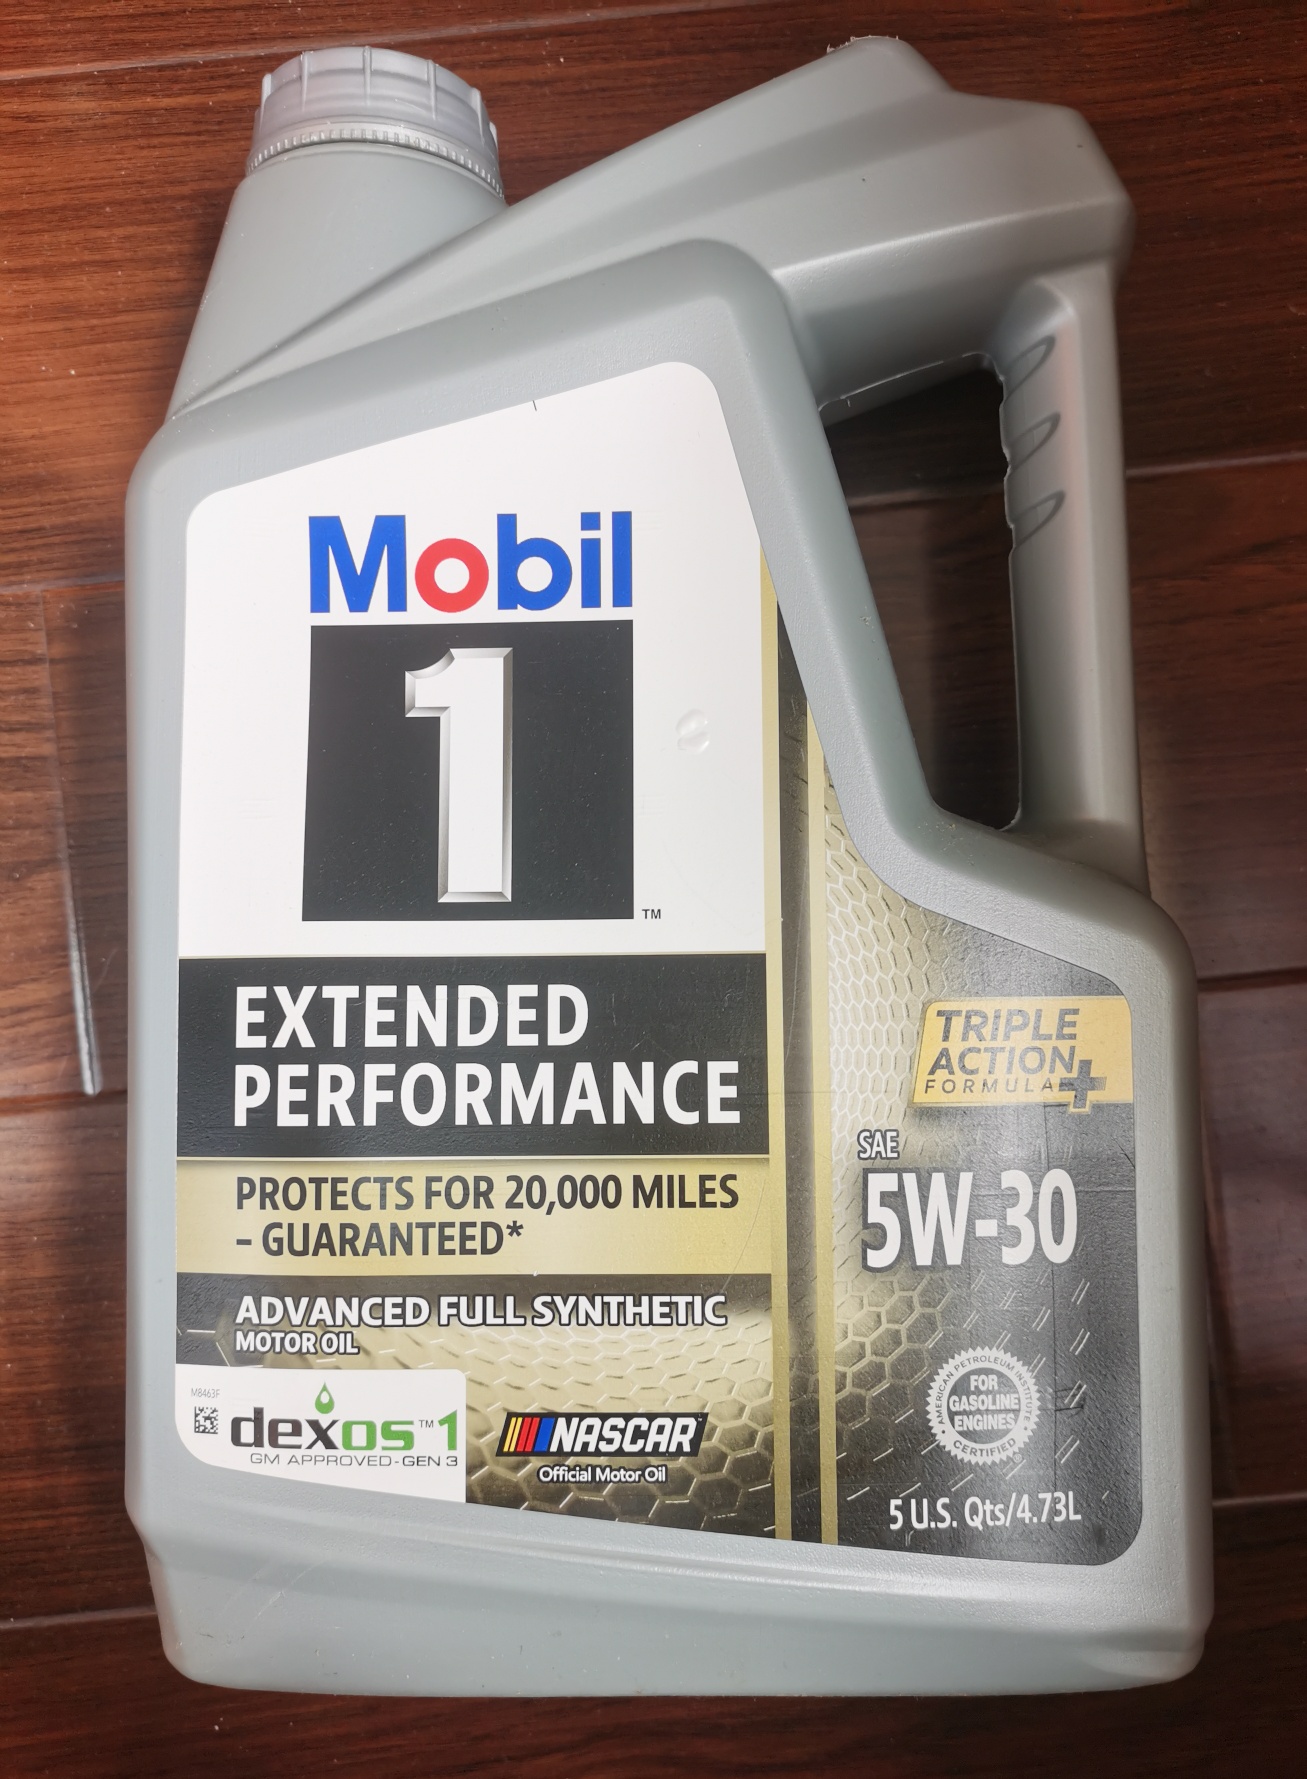 Mobil
1
TM
EXTENDED
PERFORMANCE
PROTECTS FOR 20,000 MILES
– GUARANTEED*
ADVANCED FULL SYNTHETIC
MOTOR OIL
M8463F
dexos™1
GM APPROVED-GEN 3
NASCAR
Official Motor Oil
TRIPLE
ACTION+
FORMULA
SAE
5W-30
AMERICAN PETROLEUM INSTITUTE
FOR
GASOLINE
ENGINES
CERTIFIED
5 U.S. Qts/4.73L